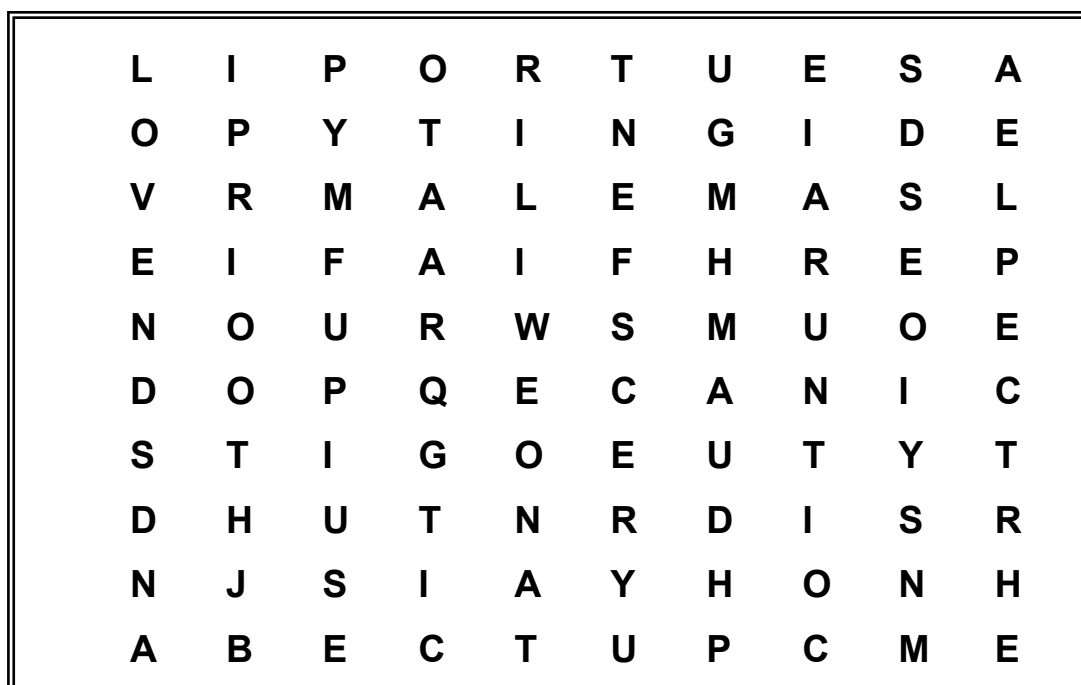 L I P O R T U E S A
O P Y T I N G I D E
V R M A L E M A S L
E I F A I F H R E P
N O U R W S M U O E
D O P Q E C A N I C
S T I G O E U T Y T
D H U T N R D I S R
N J S I A Y H O N H
A B E C T U P C M E